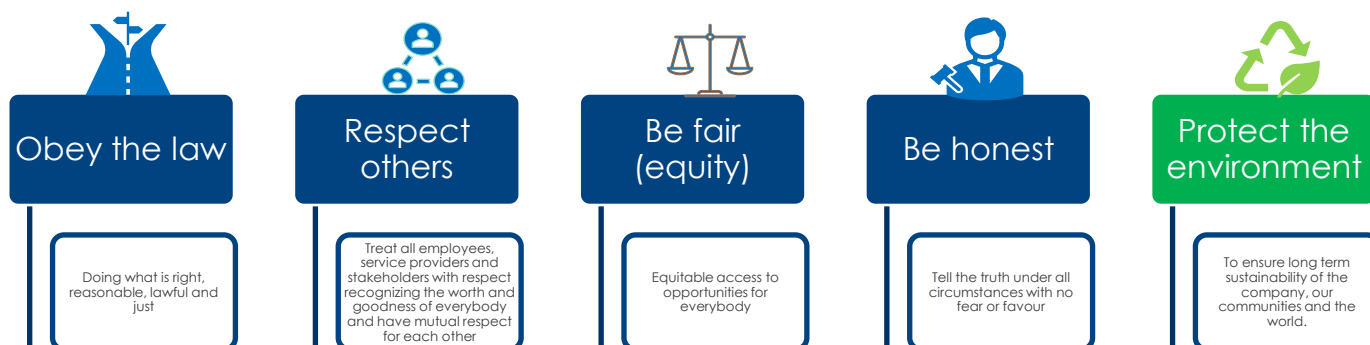 Obey the law
Respect
others
Be fair
(equity)
Be honest
Protect the
environment
Doing what is right,
reasonable, lawful and
just
Treat all employees,
service providers and
stakeholders with respect
recognizing the worth and
goodness of everybody
and have mutual respect
for each other
Equitable access to
opportunities for
everybody
Tell the truth under all
circumstances with no
fear or favour
To ensure long term
sustainability of the
company, our
communities and the
world.